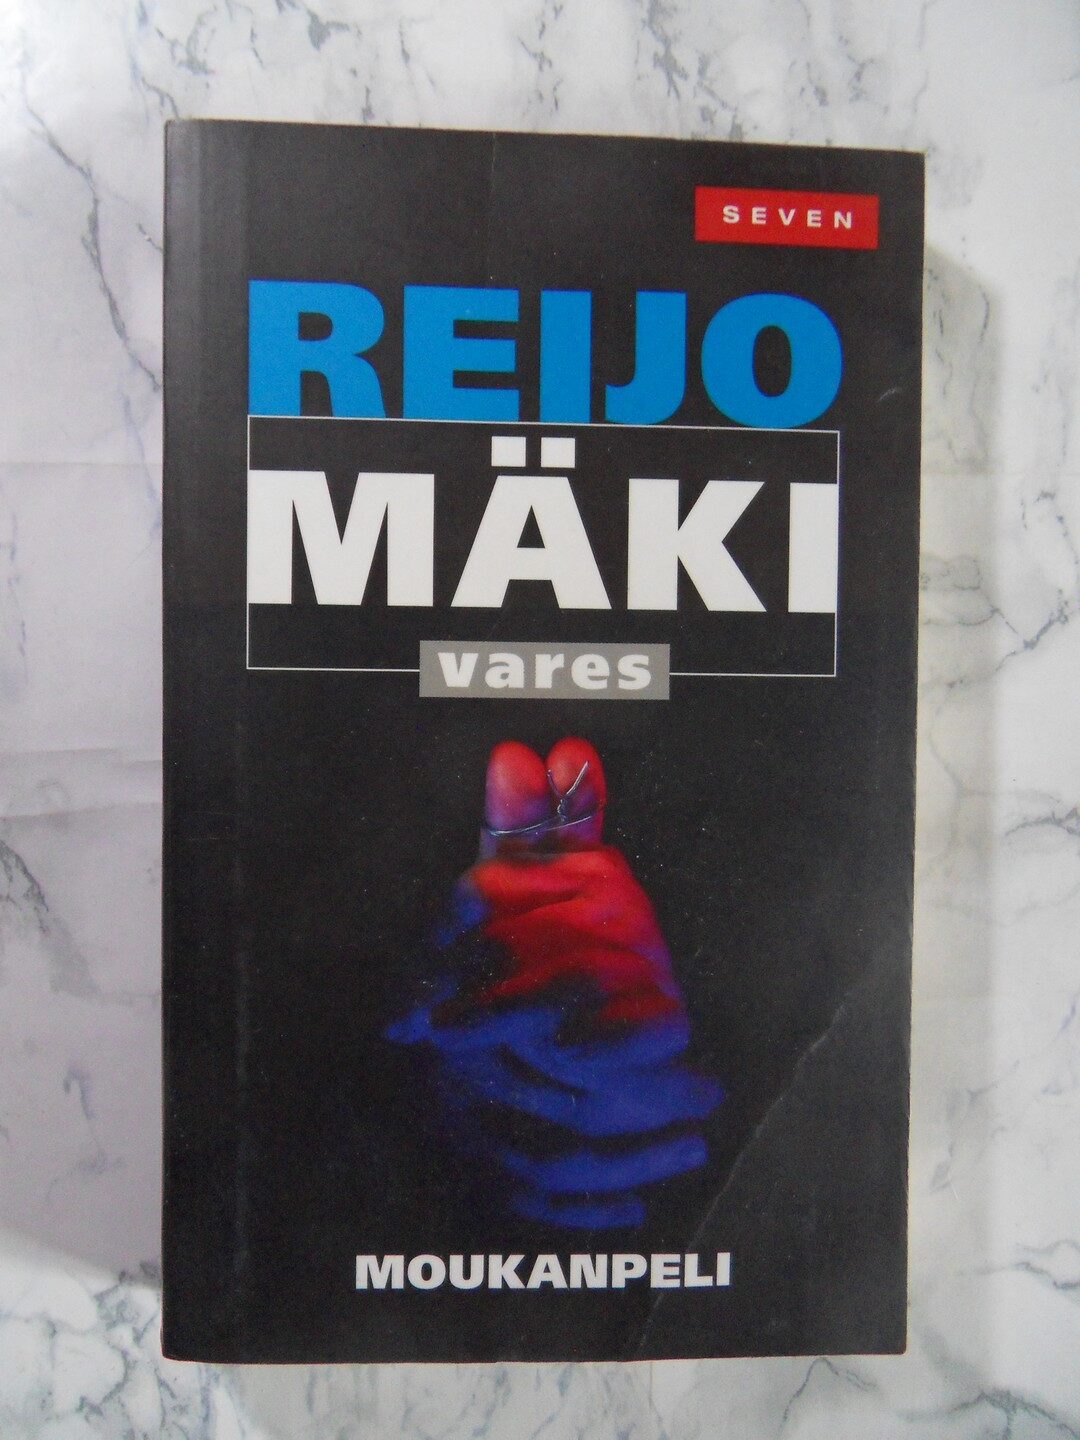 SEVEN
REIJO
MÄKI
vares
MOUKANPELI